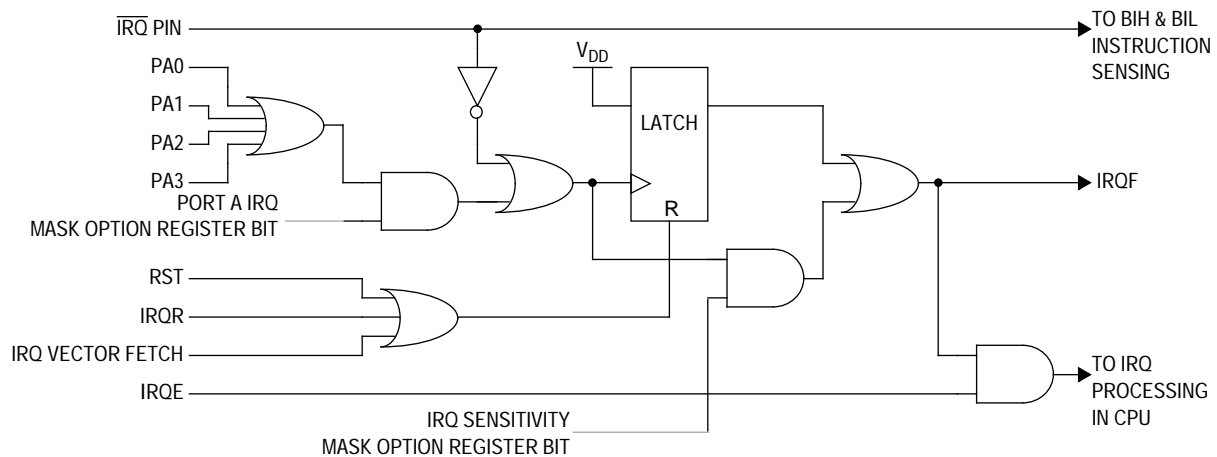 IRQ PIN
TO BIH & BIL
INSTRUCTION
SENSING
VDD
PA0
PA1
PA2
PA3
LATCH
R
PORT A IRQ
MASK OPTION REGISTER BIT
IRQF
RST
IRQR
IRQ VECTOR FETCH
IRQE
TO IRQ
PROCESSING
IN CPU
IRQ SENSITIVITY
MASK OPTION REGISTER BIT